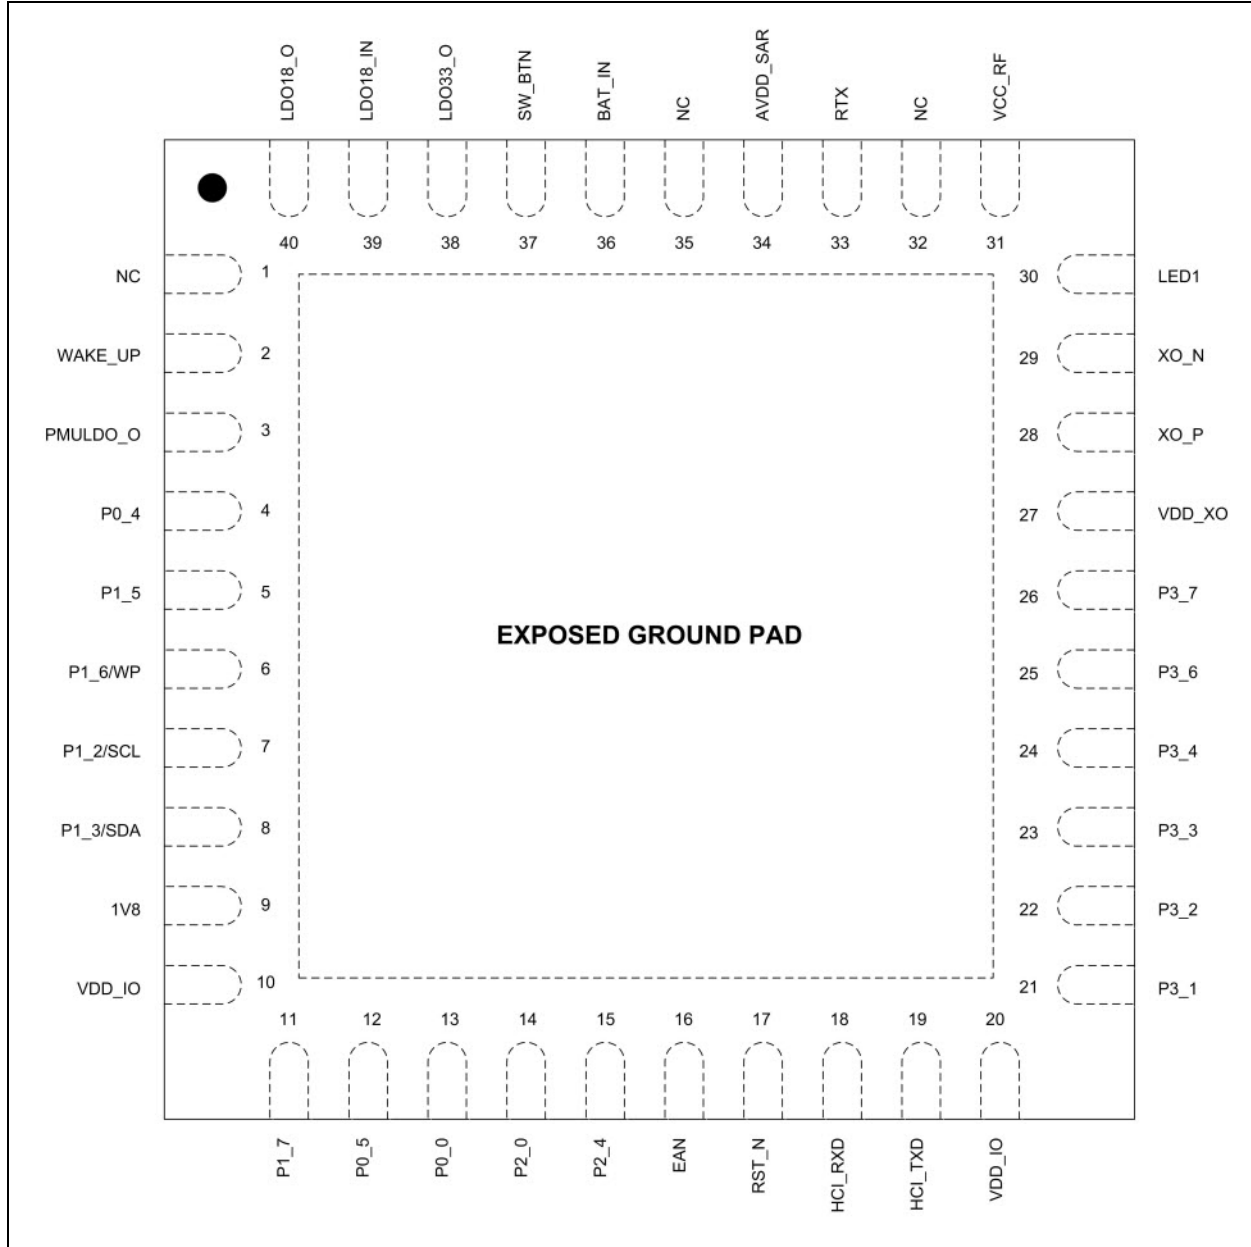 LDO18_O
LDO18_IN
LDO33_O
SW_BTN
BAT_IN
NC
AVDD_SAR
RTX
NC
VCC_RF
40 39 38 37 36 35 34 33 32 31
NC 1 30 LED1
WAKE_UP 2 29 XO_N
PMULDO_O 3 28 XO_P
P0_4 4 27 VDD_XO
P1_5 5 26 P3_7
EXPOSED GROUND PAD
P1_6/WP 6 25 P3_6
P1_2/SCL 7 24 P3_4
P1_3/SDA 8 23 P3_3
1V8 9 22 P3_2
VDD_IO 10 21 P3_1
11 12 13 14 15 16 17 18 19 20
P1_7
P0_5
P0_0
P2_0
P2_4
EAN
RST_N
HCI_RXD
HCI_TXD
VDD_IO